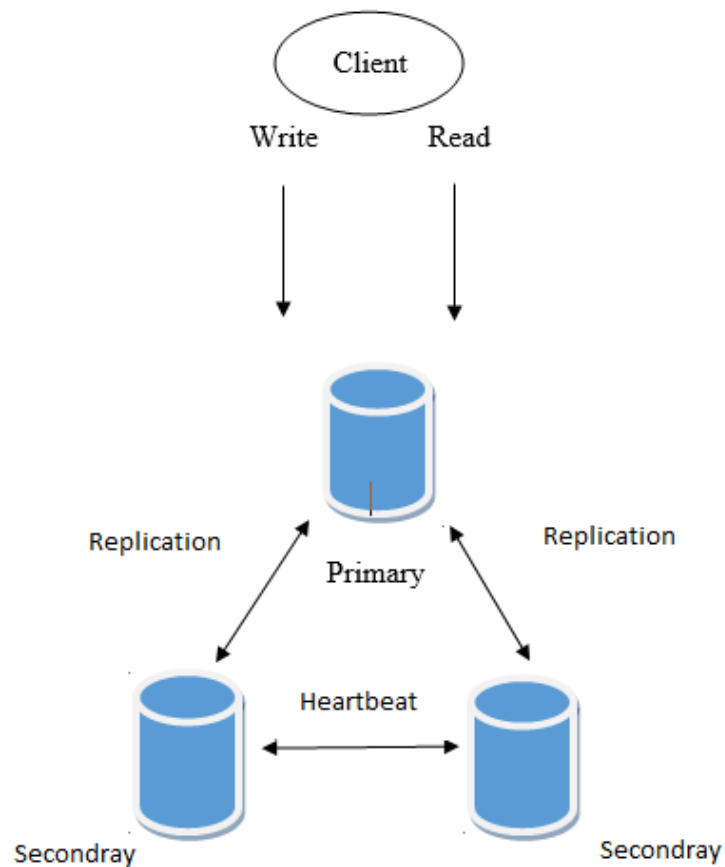 Client
Write
Read
Replication
Replication
Primary
Heartbeat
Secondray
Secondray